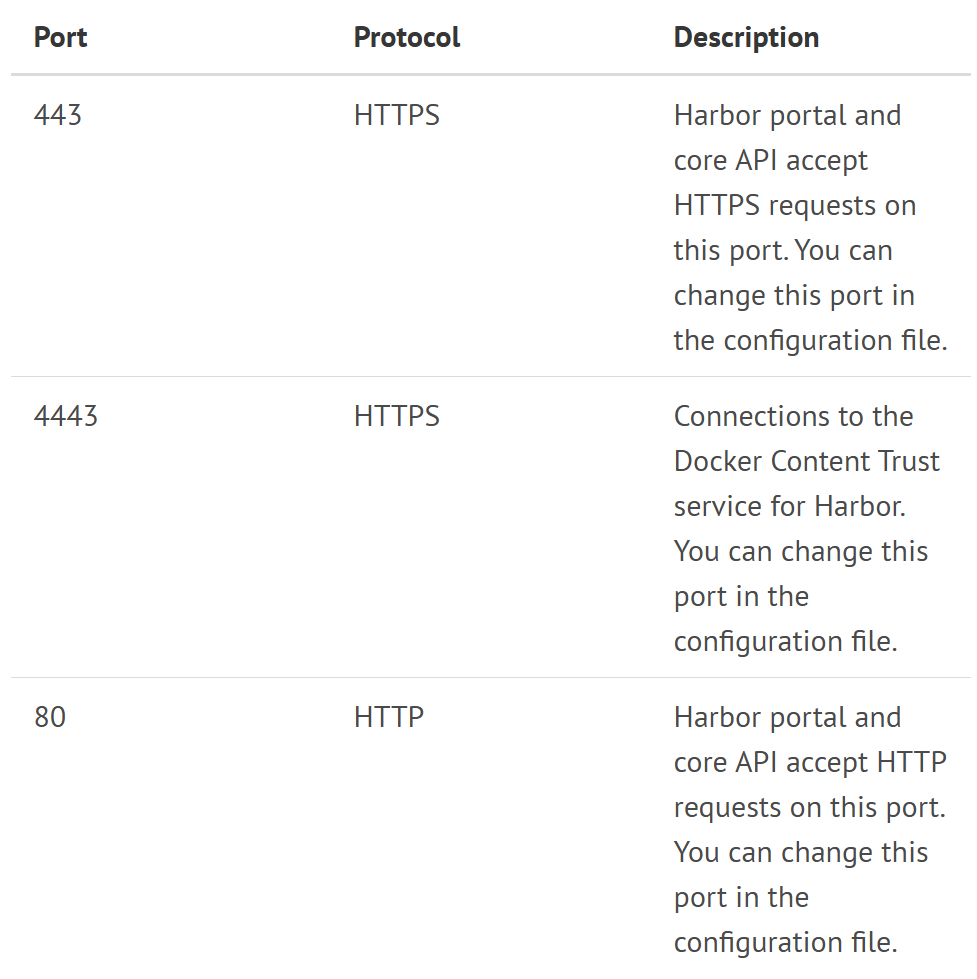 Port Protocol Description
443 HTTPS Harbor portal and
core API accept
HTTPS requests on
this port. You can
change this port in
the configuration file.
4443 HTTPS Connections to the
Docker Content Trust
service for Harbor.
You can change this
port in the
configuration file.
80 HTTP Harbor portal and
core API accept HTTP
requests on this port.
You can change this
port in the
configuration file.